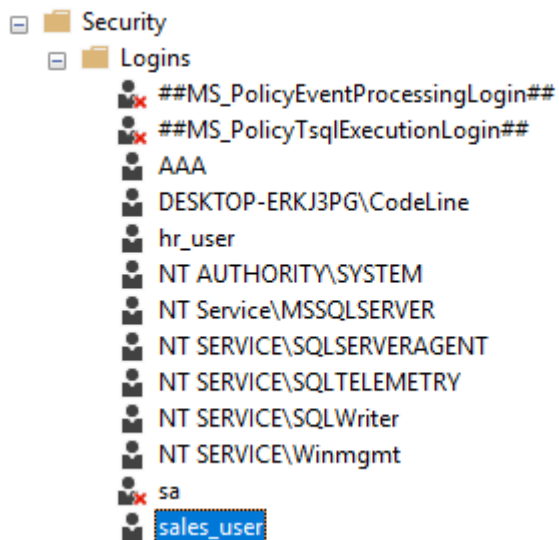 Security
Logins
##MS_PolicyEventProcessingLogin##
##MS_PolicyTsqlExecutionLogin##
AAA
DESKTOP-ERKJ3PG\CodeLine
hr_user
NT AUTHORITY\SYSTEM
NT Service\MSSQLSERVER
NT SERVICE\SQLSERVERAGENT
NT SERVICE\SQLTELEMETRY
NT SERVICE\SQLWriter
NT SERVICE\Winmgmt
sa
sales_user